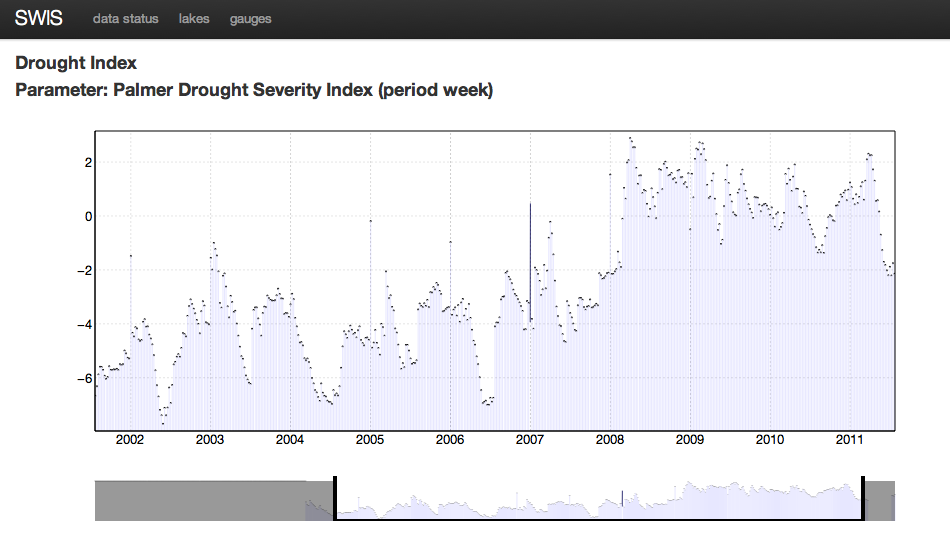 SWIS data status lakes gauges
Drought Index
Parameter: Palmer Drought Severity Index (period week)
2
0
−2
−4
−6
2002 2003 2004 2005 2006 2007 2008 2009 2010 2011